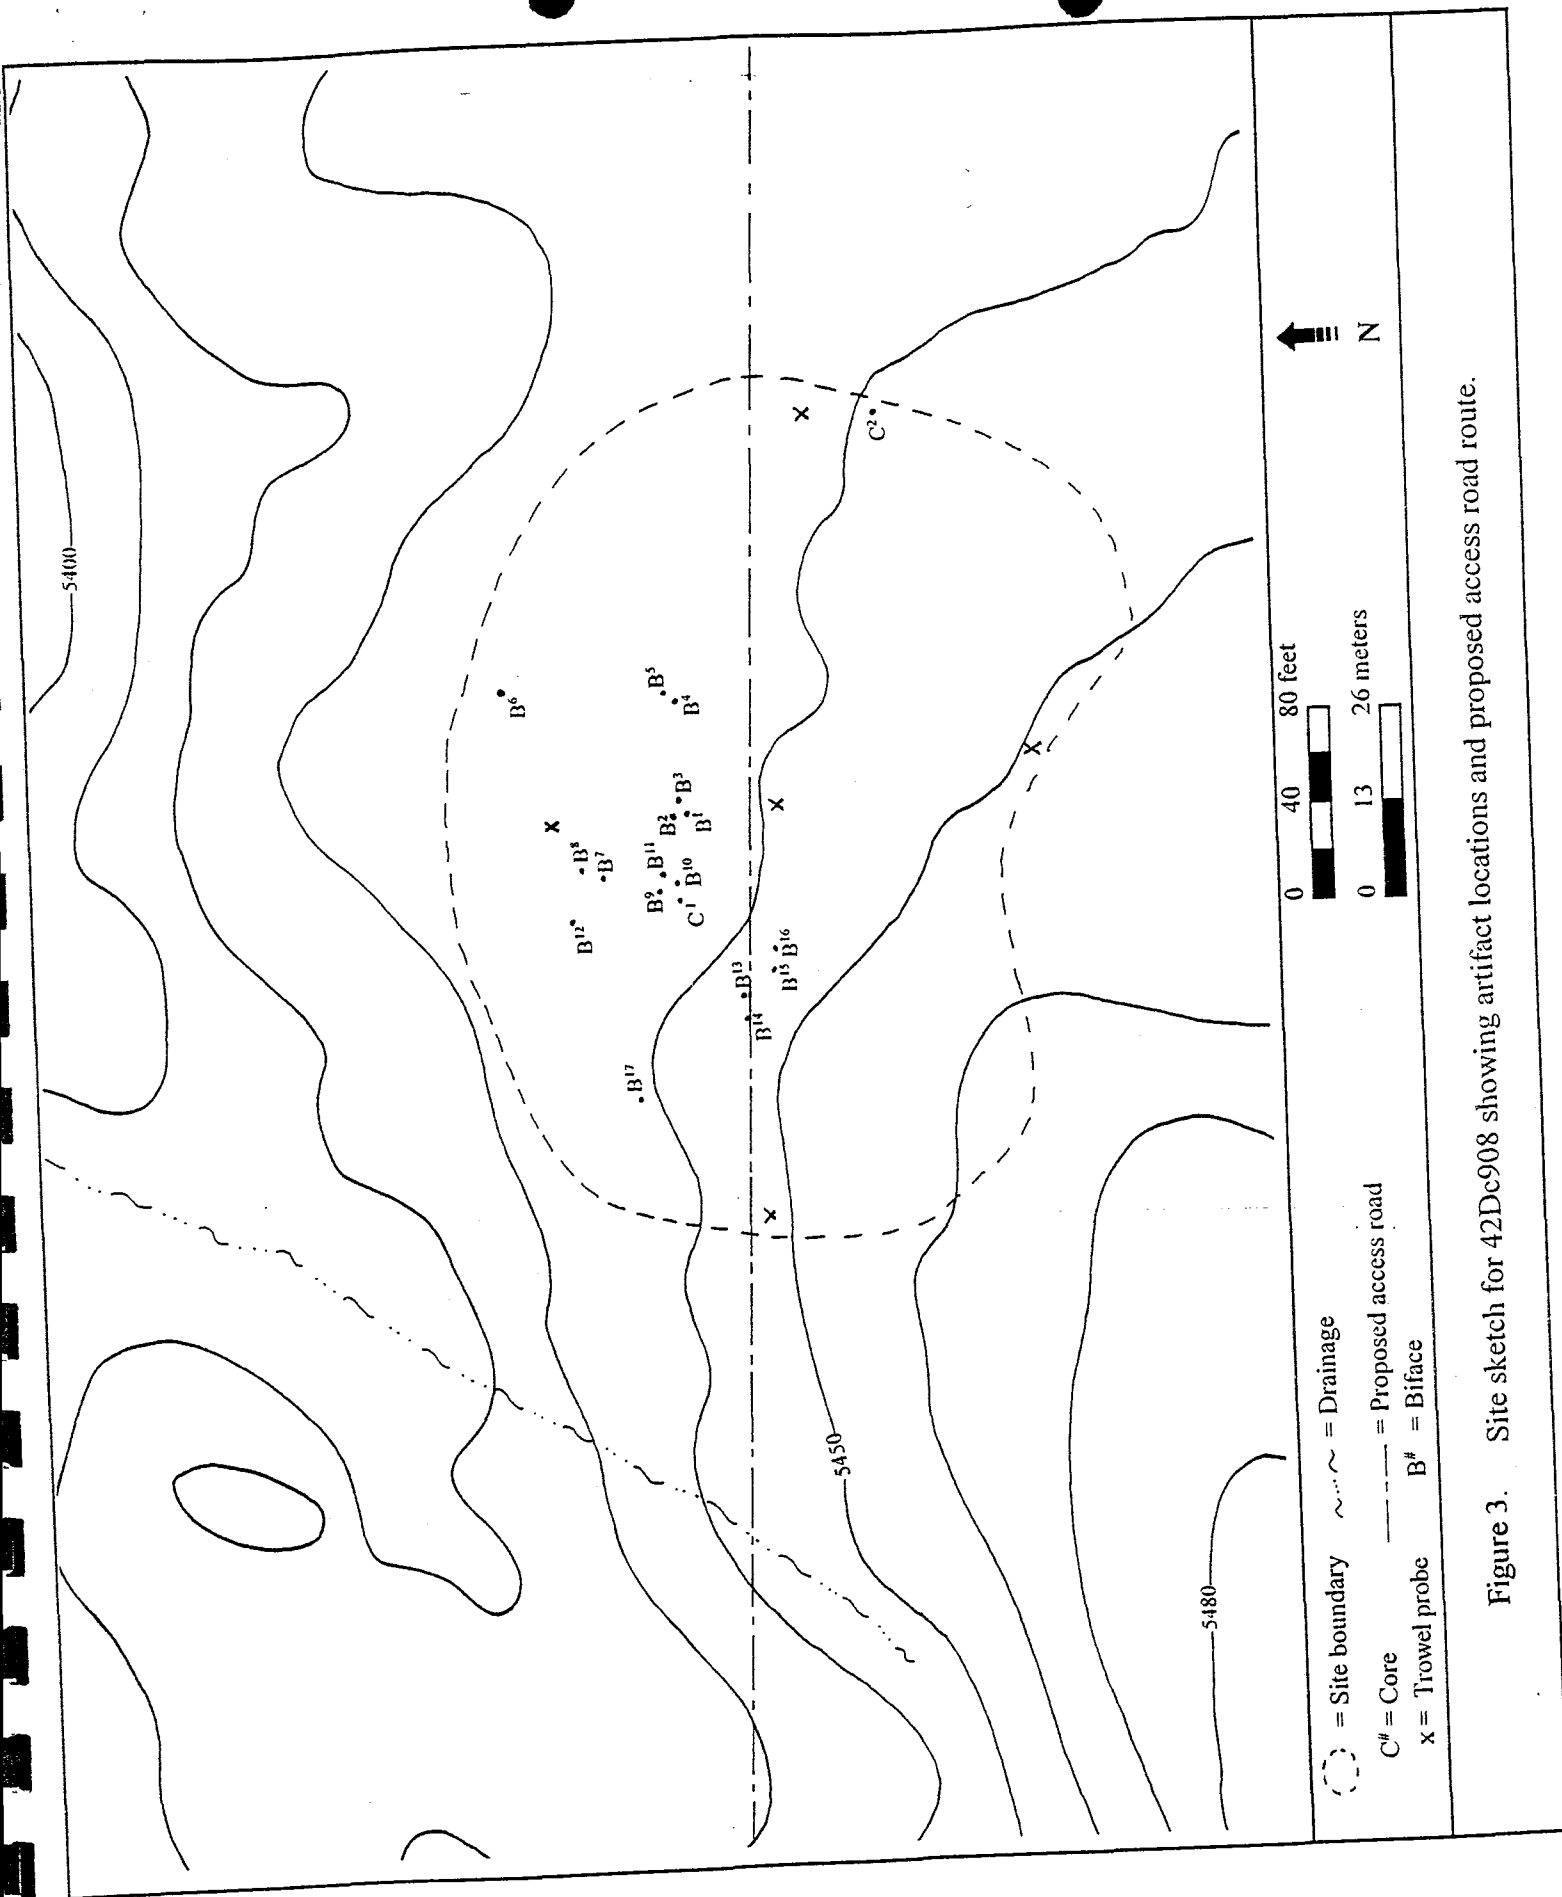 5400
B⁶
B⁵
B⁴
x
B³
B²
B¹
B⁸
B⁷
B¹¹
B⁹
B¹⁰
C¹
B¹²
x
x
C²
B¹³
B¹⁴
B¹⁶
B¹⁵
B¹⁷
x
x
5450
5480
= Site boundary
= Drainage
C# = Core
= Proposed access road
x = Trowel probe
B# = Biface
0 40 80 feet
0 13 26 meters
N
Figure 3. Site sketch for 42Dc908 showing artifact locations and proposed access road route.